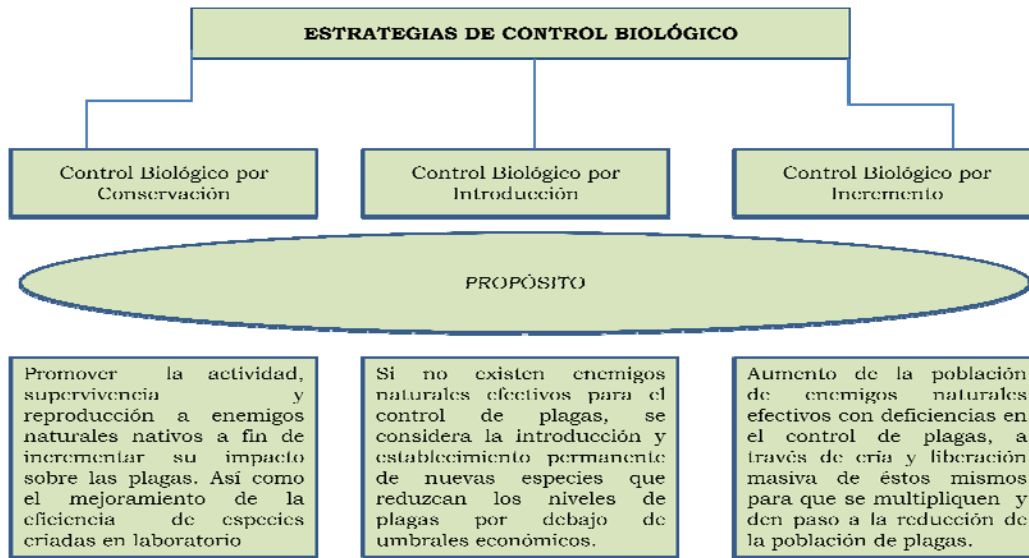 ESTRATEGIAS DE CONTROL BIOLÓGICO
Control Biológico por
Conservación
Control Biológico por
Introducción
Control Biológico por
Incremento
PROPÓSITO
Promover la actividad,
supervivencia y
reproducción a enemigos
naturales nativos a fin de
incrementar su impacto
sobre las plagas. Así como
el mejoramiento de la
eficiencia de especies
criadas en laboratorio
Si no existen enemigos
naturales efectivos para el
control de plagas, se
considera la introducción y
establecimiento permanente
de nuevas especies que
reduzcan los niveles de
plagas por debajo de
umbrales económicos.
Aumento de la población
de enemigos naturales
efectivos con deficiencias en
el control de plagas, a
través de cría y liberación
masiva de éstos mismos
para que se multipliquen y
den paso a la reducción de
la población de plagas.